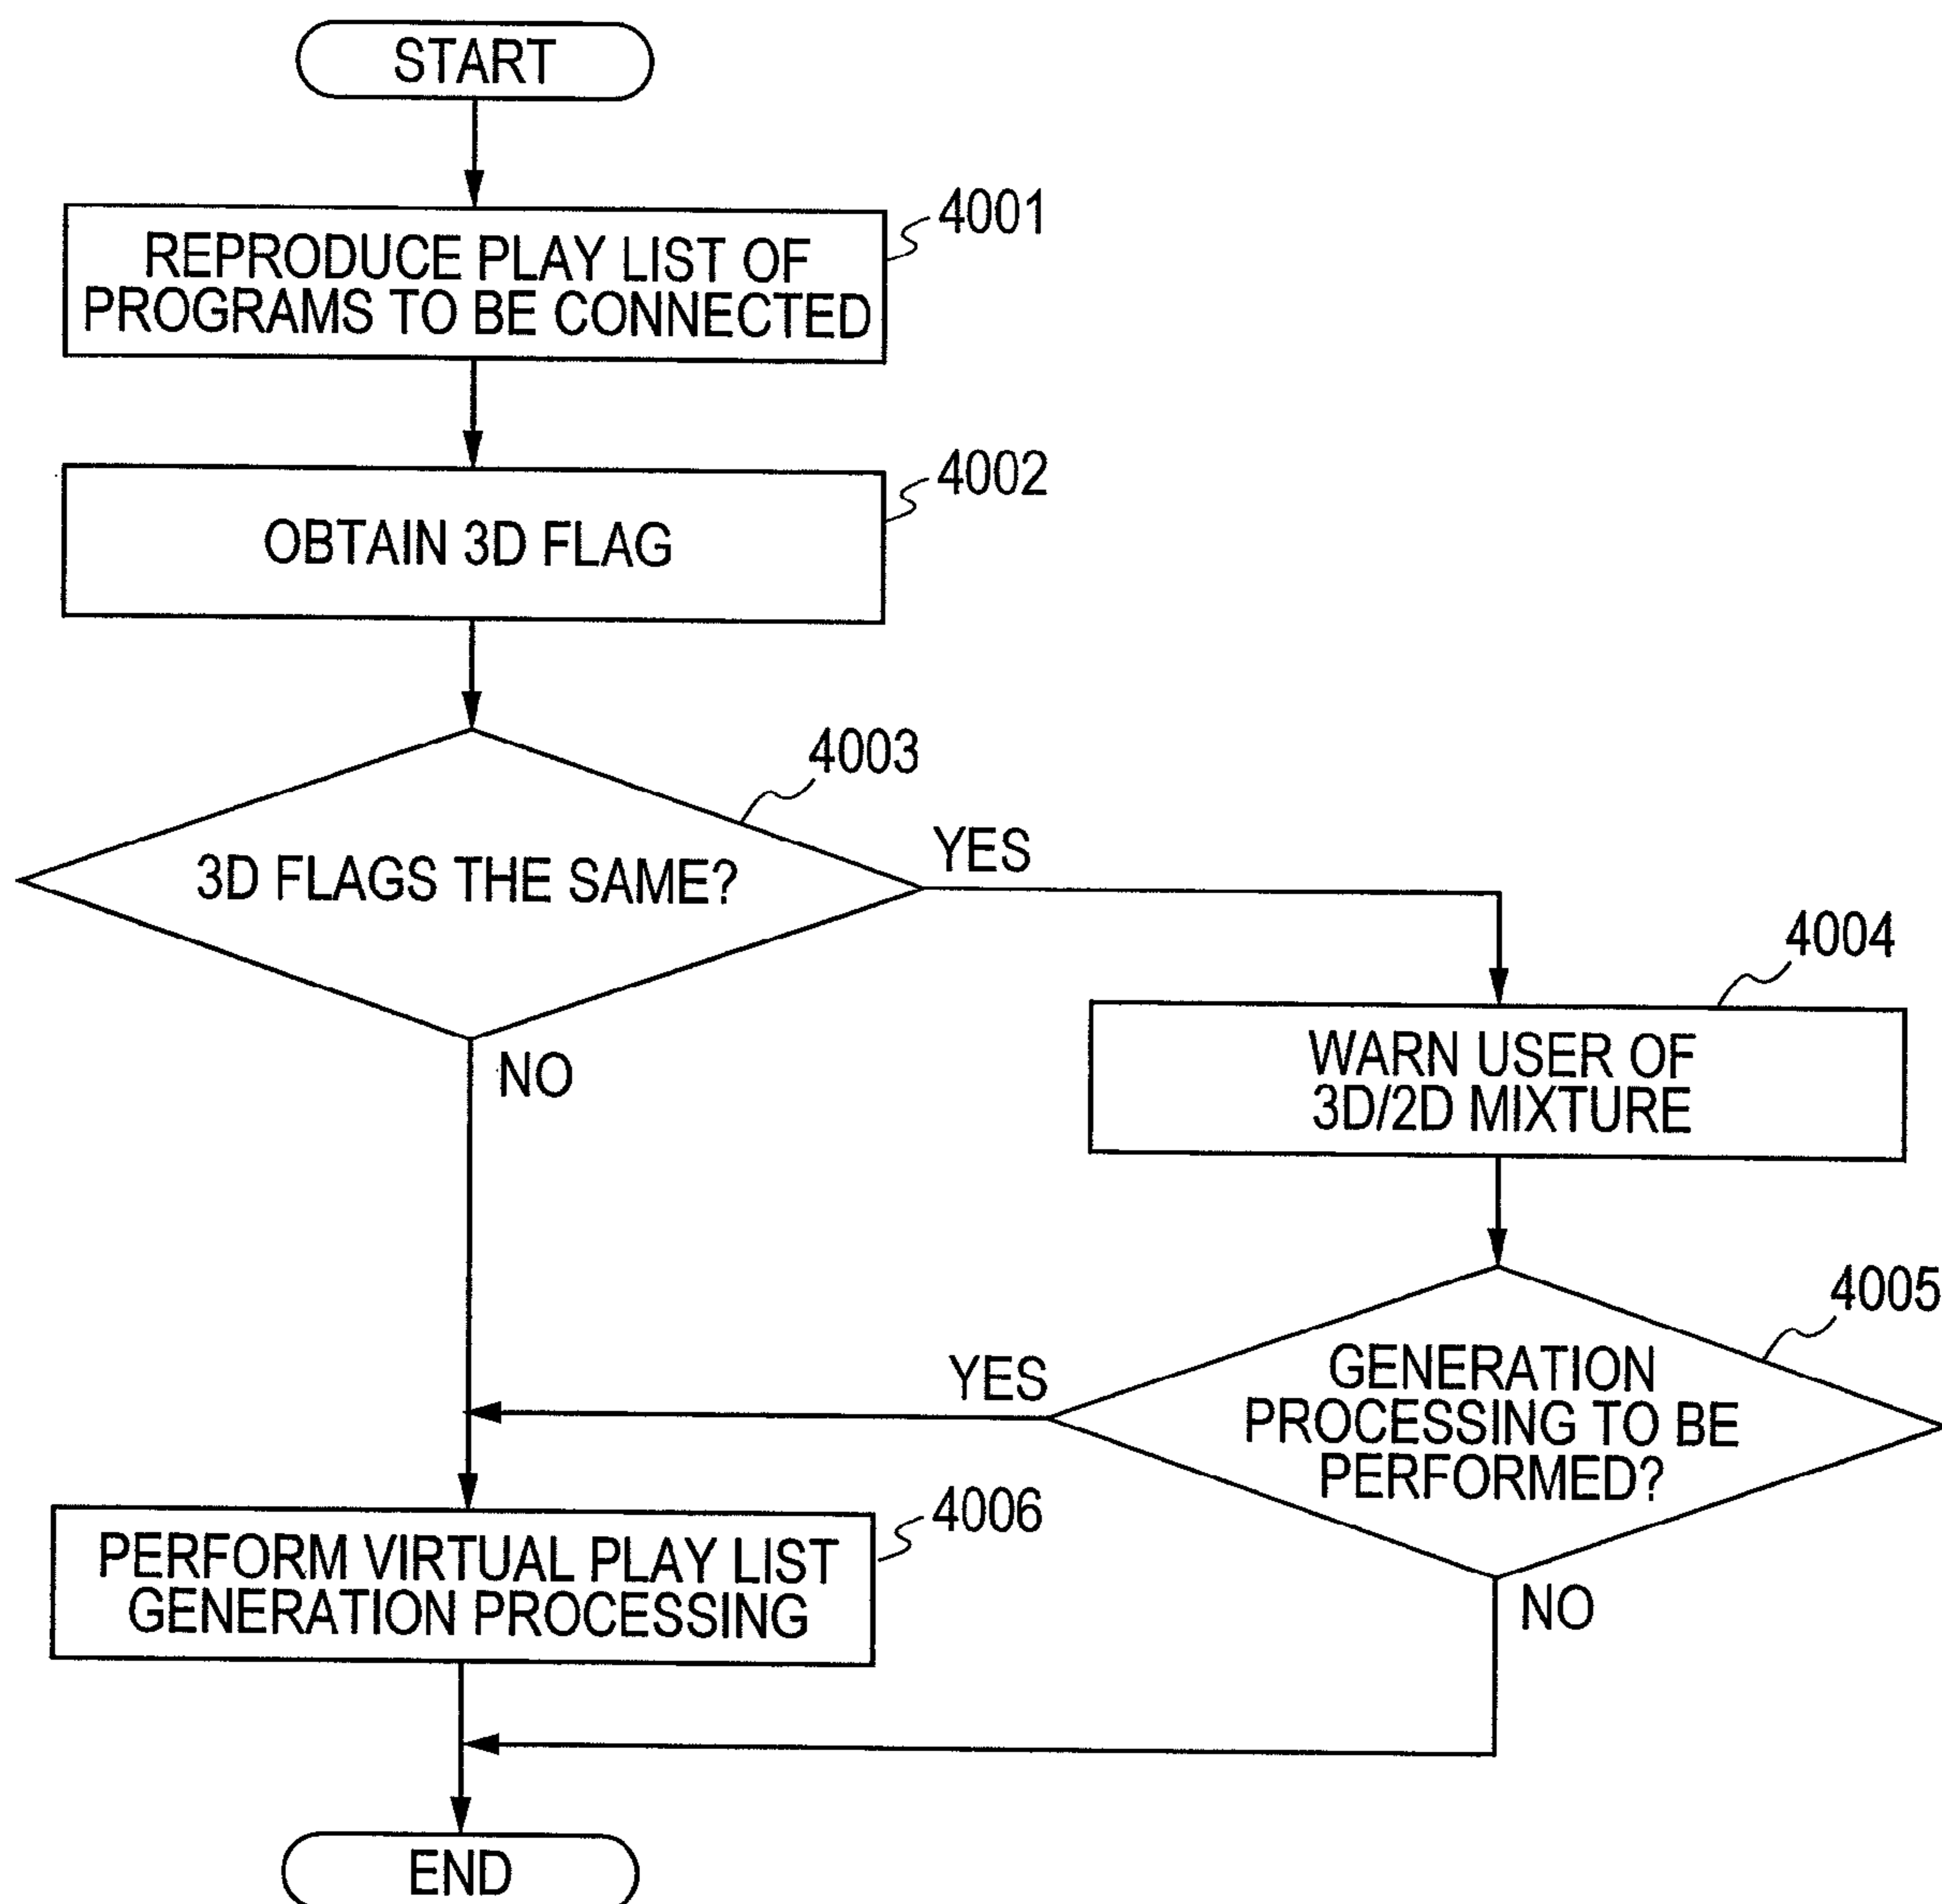 START
4001
REPRODUCE PLAY LIST OF
PROGRAMS TO BE CONNECTED
4002
OBTAIN 3D FLAG
4003
3D FLAGS THE SAME?
YES
NO
4004
WARN USER OF
3D/2D MIXTURE
4005
GENERATION
PROCESSING TO BE
PERFORMED?
YES
NO
4006
PERFORM VIRTUAL PLAY LIST
GENERATION PROCESSING
END